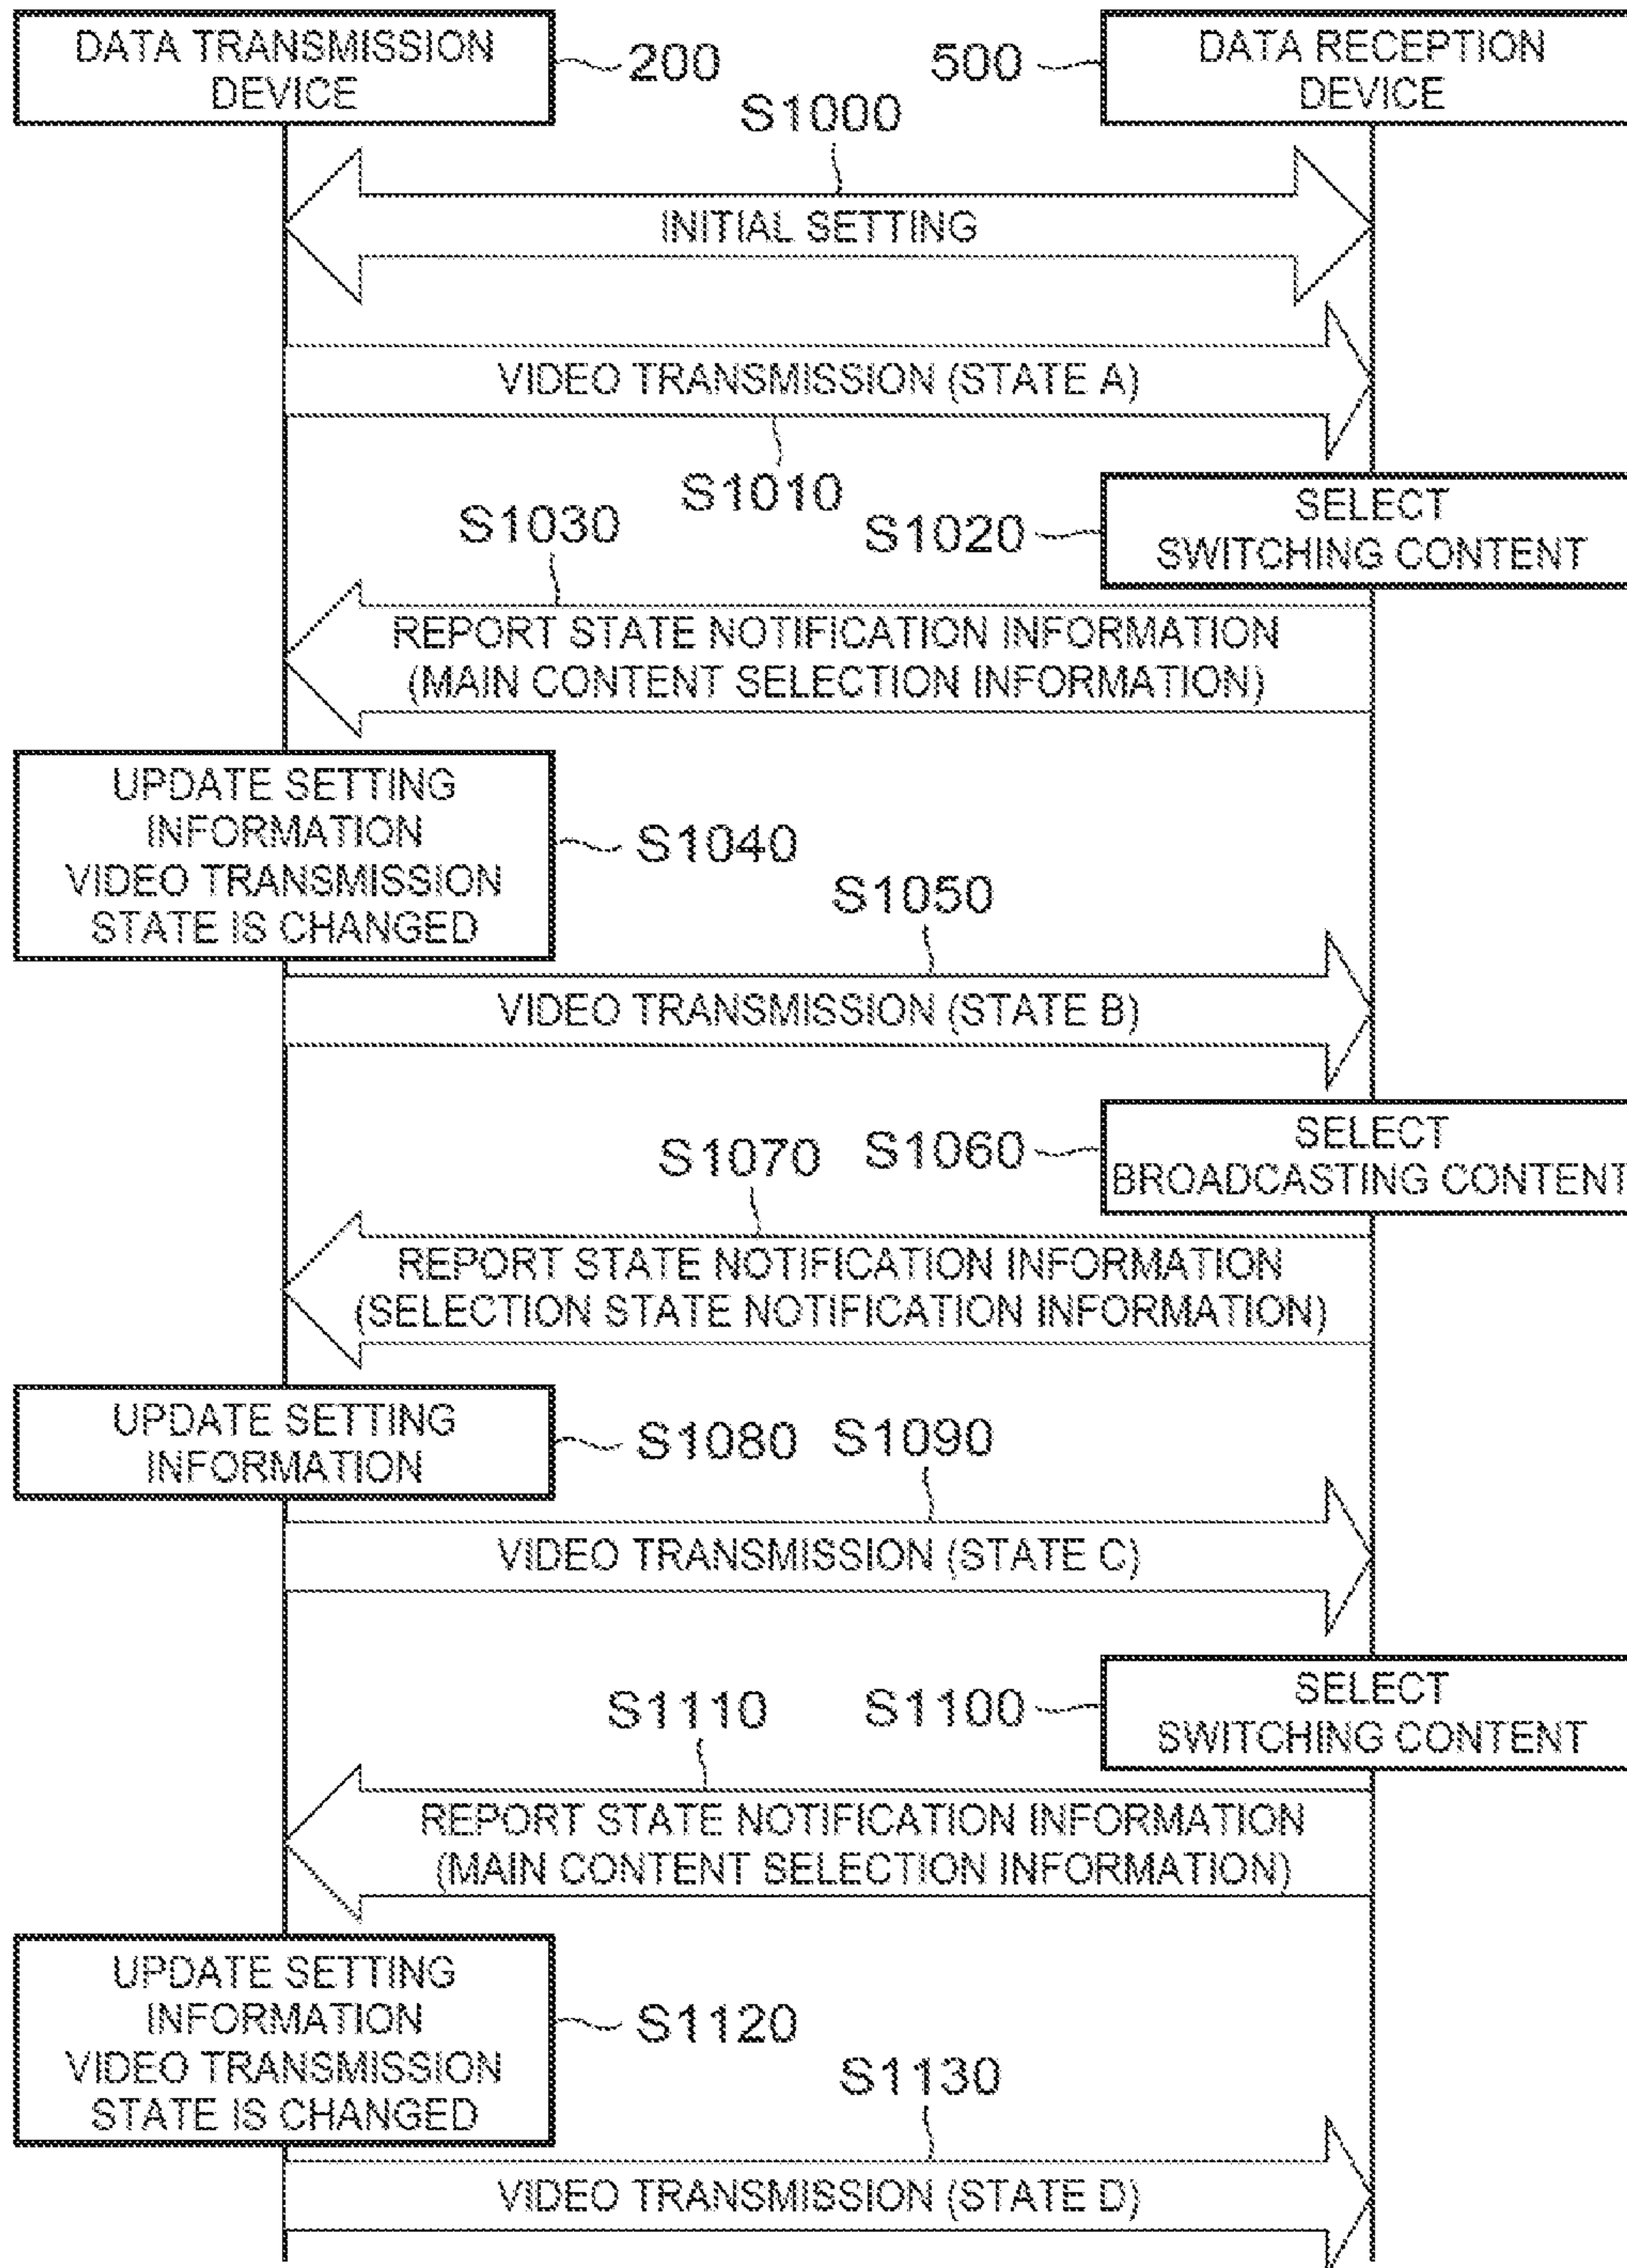 DATA TRANSMISSION
DEVICE
200
500
DATA RECEPTION
DEVICE
S1000
INITIAL SETTING
VIDEO TRANSMISSION (STATE A)
S1010
S1020
SELECT
SWITCHING CONTENT
S1030
REPORT STATE NOTIFICATION INFORMATION
(MAIN CONTENT SELECTION INFORMATION)
UPDATE SETTING
INFORMATION
VIDEO TRANSMISSION
STATE IS CHANGED
S1040
S1050
VIDEO TRANSMISSION (STATE B)
S1060
SELECT
BROADCASTING CONTENT
S1070
REPORT STATE NOTIFICATION INFORMATION
(SELECTION STATE NOTIFICATION INFORMATION)
UPDATE SETTING
INFORMATION
S1080
S1090
VIDEO TRANSMISSION (STATE C)
S1100
SELECT
SWITCHING CONTENT
S1110
REPORT STATE NOTIFICATION INFORMATION
(MAIN CONTENT SELECTION INFORMATION)
UPDATE SETTING
INFORMATION
VIDEO TRANSMISSION
STATE IS CHANGED
S1120
S1130
VIDEO TRANSMISSION (STATE D)